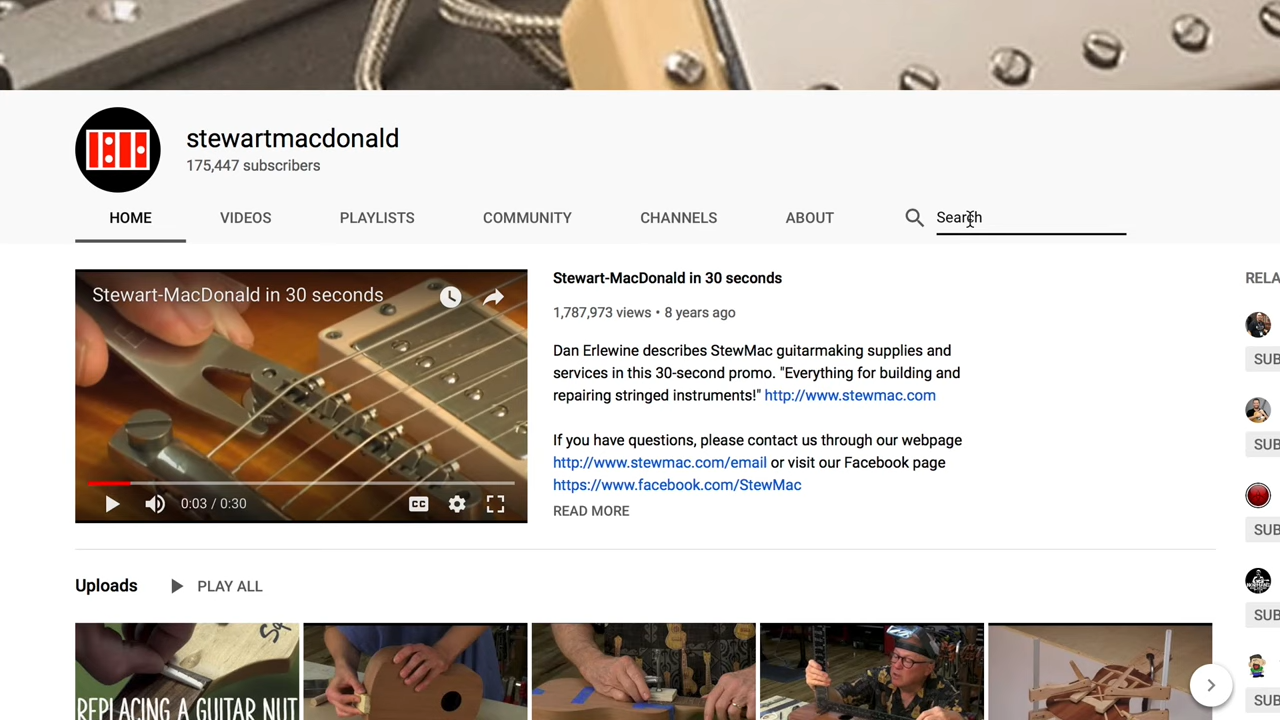 stewartmacdonald
175,447 subscribers
HOME VIDEOS PLAYLISTS COMMUNITY CHANNELS ABOUT Search
Stewart-MacDonald in 30 seconds
0:03 / 0:30
CC
Stewart-MacDonald in 30 seconds
1,787,973 views • 8 years ago
Dan Erlewine describes StewMac guitarmaking supplies and
services in this 30-second promo. "Everything for building and
repairing stringed instruments!" http://www.stewmac.com
If you have questions, please contact us through our webpage
http://www.stewmac.com/email or visit our Facebook page
https://www.facebook.com/StewMac
READ MORE
RELA
SUB
SUB
SUB
SUB
SUB
Uploads PLAY ALL
REPLACING A GUITAR NUT